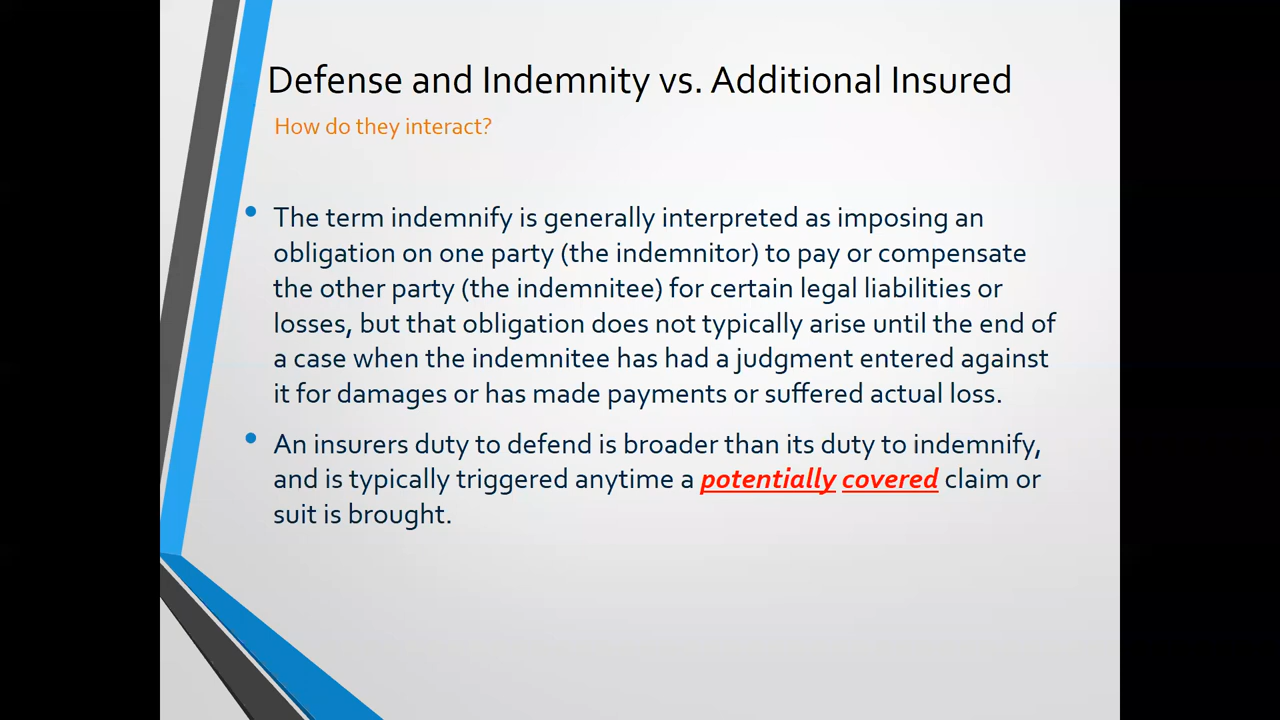 Defense and Indemnity vs. Additional Insured
How do they interact?
• The term indemnify is generally interpreted as imposing an
obligation on one party (the indemnitor) to pay or compensate
the other party (the indemnitee) for certain legal liabilities or
losses, but that obligation does not typically arise until the end of
a case when the indemnitee has had a judgment entered against
it for damages or has made payments or suffered actual loss.
• An insurers duty to defend is broader than its duty to indemnify,
and is typically triggered anytime a potentially covered claim or
suit is brought.